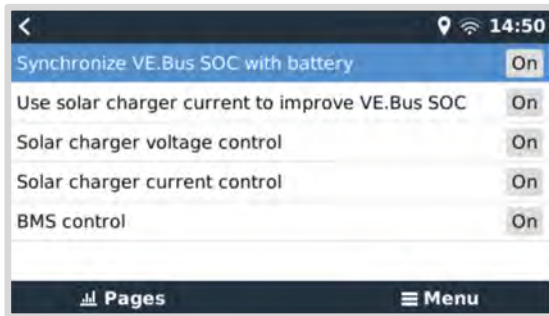 14:50
Synchronize VE.Bus SOC with battery On
Use solar charger current to improve VE.Bus SOC On
Solar charger voltage control On
Solar charger current control On
BMS control On
Pages Menu